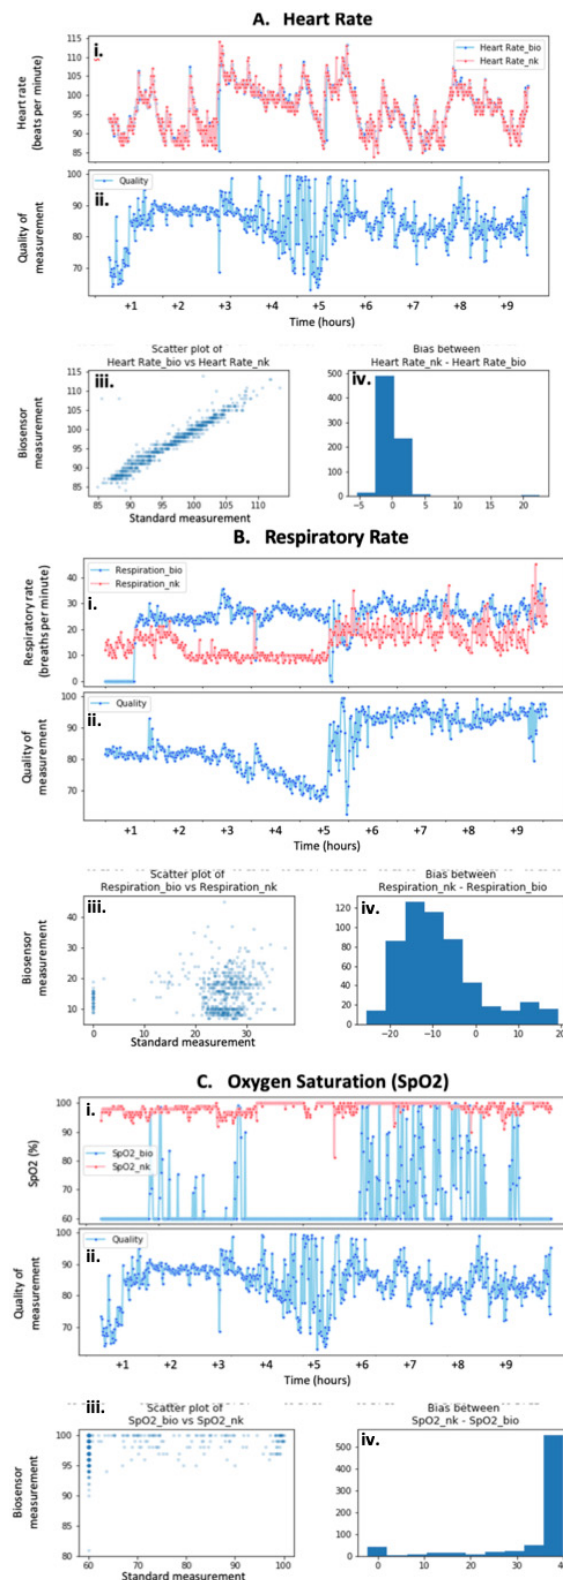 A. Heart Rate
i.
Heart rate
(beats per minute)
115
110
105
100
95
90
85
Heart Rate_bio
Heart Rate_nk
ii.
Quality of
measurement
100
90
80
70
Quality
+1 +2 +3 +4 +5 +6 +7 +8 +9
Time (hours)
Scatter plot of
Heart Rate_bio vs Heart Rate_nk
iii.
Biosensor
measurement
115
110
105
100
95
90
85
85 90 95 100 105 110
Standard measurement
Bias between
Heart Rate_nk - Heart Rate_bio
iv.
500
400
300
200
100
0
-5 0 5 10 15 20
B. Respiratory Rate
i.
Respiratory rate
(breaths per minute)
40
30
20
10
0
Respiration_bio
Respiration_nk
ii.
Quality of
measurement
100
90
80
70
Quality
+1 +2 +3 +4 +5 +6 +7 +8 +9
Time (hours)
Scatter plot of
Respiration_bio vs Respiration_nk
iii.
Biosensor
measurement
40
30
20
10
0 10 20 30
Standard measurement
Bias between
Respiration_nk - Respiration_bio
iv.
120
100
80
60
40
20
0
-20 -10 0 10 20
C. Oxygen Saturation (SpO2)
i.
SpO2 (%)
100
90
80
70
60
SpO2_bio
SpO2_nk
ii.
Quality of
measurement
100
90
80
70
Quality
+1 +2 +3 +4 +5 +6 +7 +8 +9
Time (hours)
iii.
Scatter plot of
SpO2_bio vs SpO2_nk
Biosensor
measurement
100
95
90
85
80
60 70 80 90 100
Standard measurement
Bias between
SpO2_nk - SpO2_bio
iv.
500
400
300
200
100
0
0 10 20 30 40